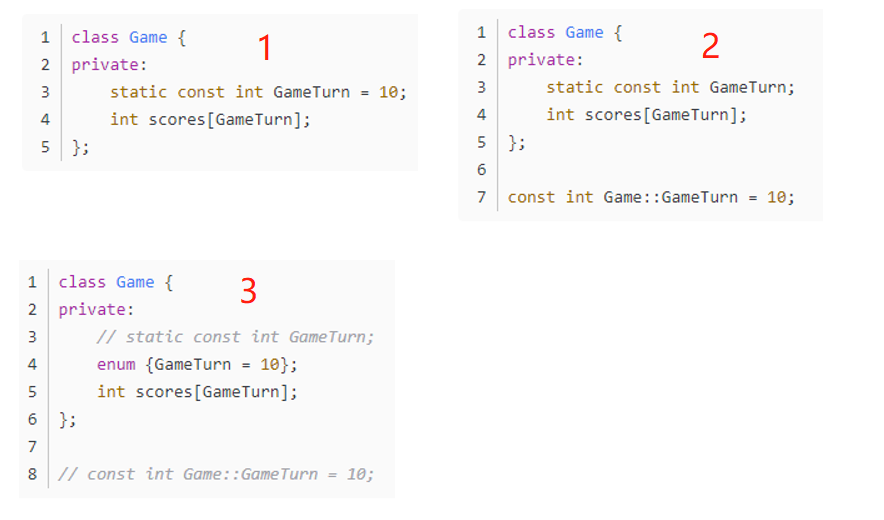 1
1 class Game {
2 private:
3     static const int GameTurn = 10;
4     int scores[GameTurn];
5 };
2
1 class Game {
2 private:
3     static const int GameTurn;
4     int scores[GameTurn];
5 };
6
7 const int Game::GameTurn = 10;
3
1 class Game {
2 private:
3     // static const int GameTurn;
4     enum {GameTurn = 10};
5     int scores[GameTurn];
6 };
7
8 // const int Game::GameTurn = 10;